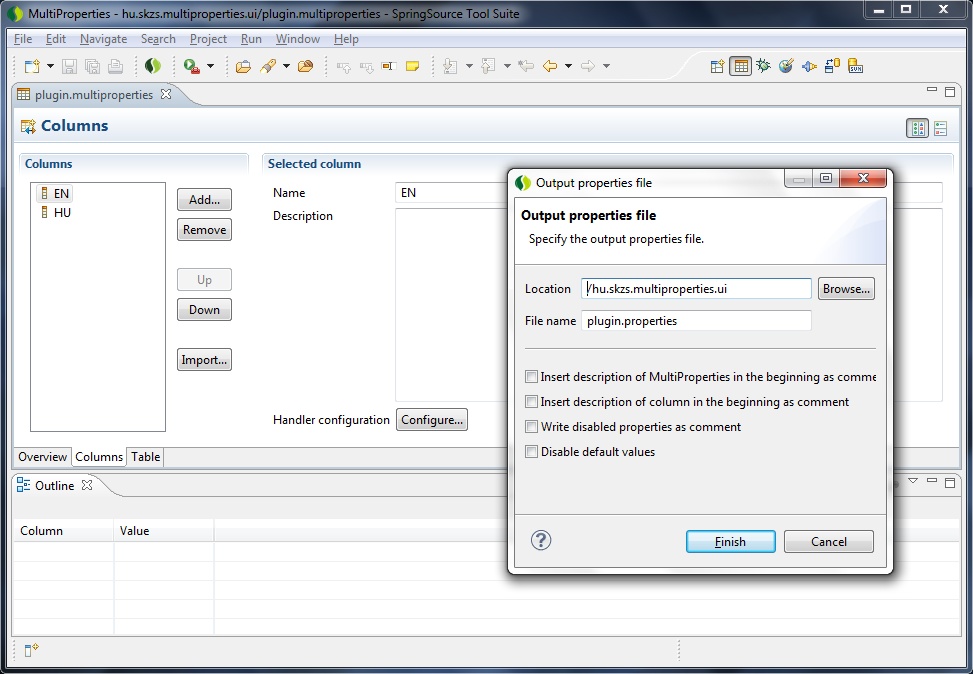 MultiProperties - hu.skzs.multiproperties.ui/plugin.multiproperties - SpringSource Tool Suite
File Edit Navigate Search Project Run Window Help
plugin.multiproperties
Columns
Columns
EN
HU
Add...
Remove
Up
Down
Import...
Selected column
Name
EN
Description
Handler configuration
Configure...
Overview Columns Table
Output properties file
Output properties file
Specify the output properties file.
Location /hu.skzs.multiproperties.ui Browse...
File name plugin.properties
Insert description of MultiProperties in the beginning as comme
Insert description of column in the beginning as comment
Write disabled properties as comment
Disable default values
? Finish Cancel
Outline
Column Value